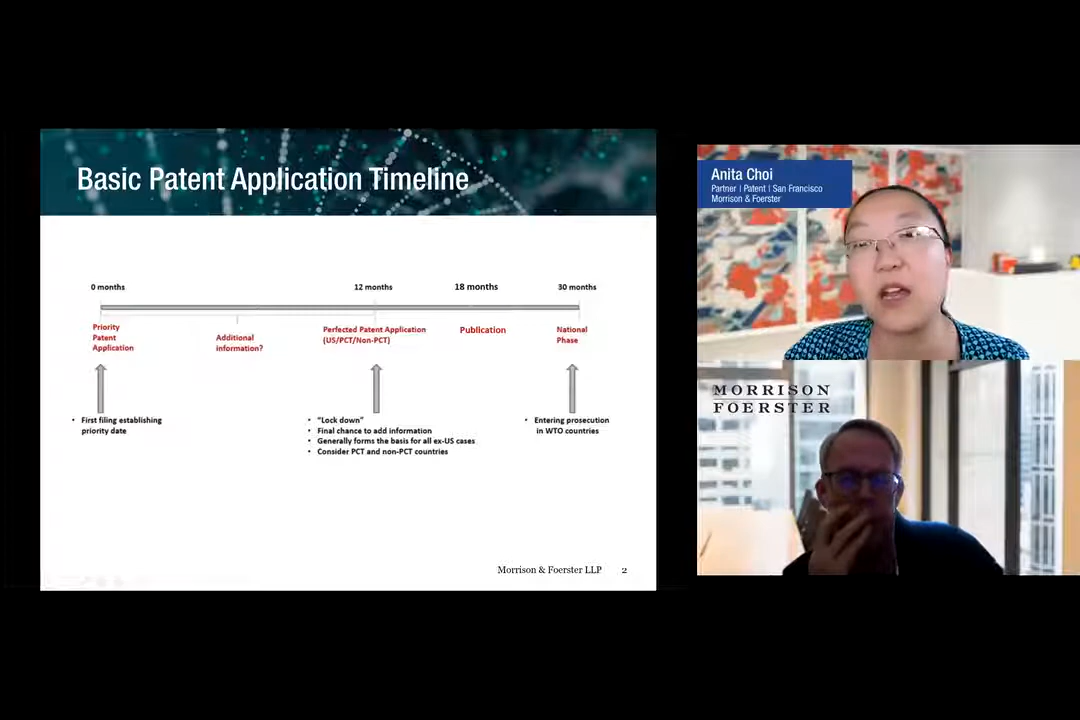 Basic Patent Application Timeline
0 months
12 months
18 months
30 months
Priority
Patent
Application
Additional
information?
Perfected Patent Application
(US/PCT/Non-PCT)
Publication
National
Phase
• First filing establishing
priority date
• "Lock down"
• Final chance to add information
• Generally forms the basis for all ex-US cases
• Consider PCT and non-PCT countries
• Entering prosecution
in WTO countries
Morrison & Foerster LLP 2
Anita Choi
Partner | Patent | San Francisco
Morrison & Foerster
MORRISON
FOERSTER